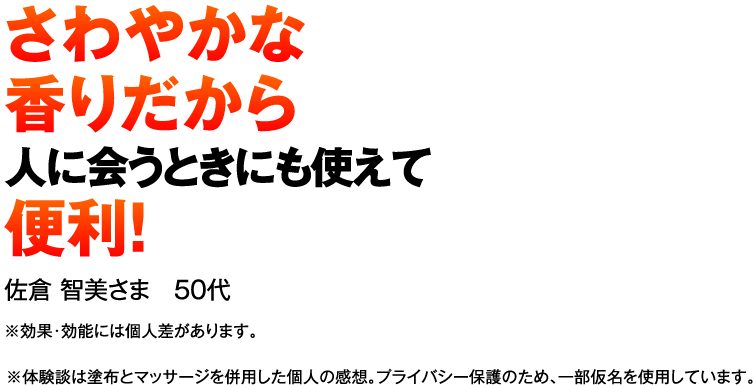 さわやかな
香りだから
人に会うときにも使えて
便利!
佐倉 智美さま　50代
※効果・効能には個人差があります。
※体験談は塗布とマッサージを併用した個人の感想。プライバシー保護のため、一部仮名を使用しています。